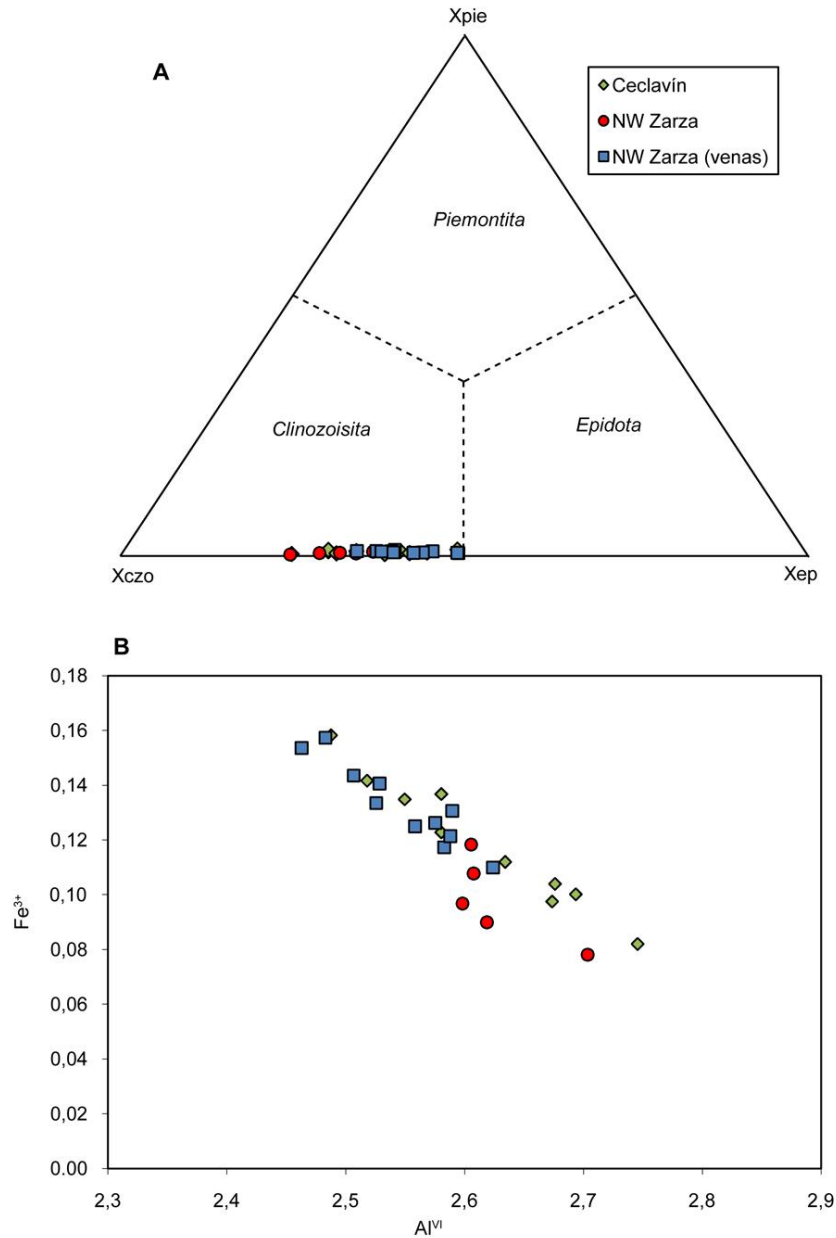 Xpie
A
Ceclavín
NW Zarza
NW Zarza (venas)
Piemontita
Clinozoisita
Epidota
Xczo
Xep
B
0,18
0,16
0,14
0,12
0,10
0,08
0,06
0,04
0,02
0.00
Fe³⁺
2,3
2,4
2,5
2,6
2,7
2,8
2,9
Alⱽᴵ